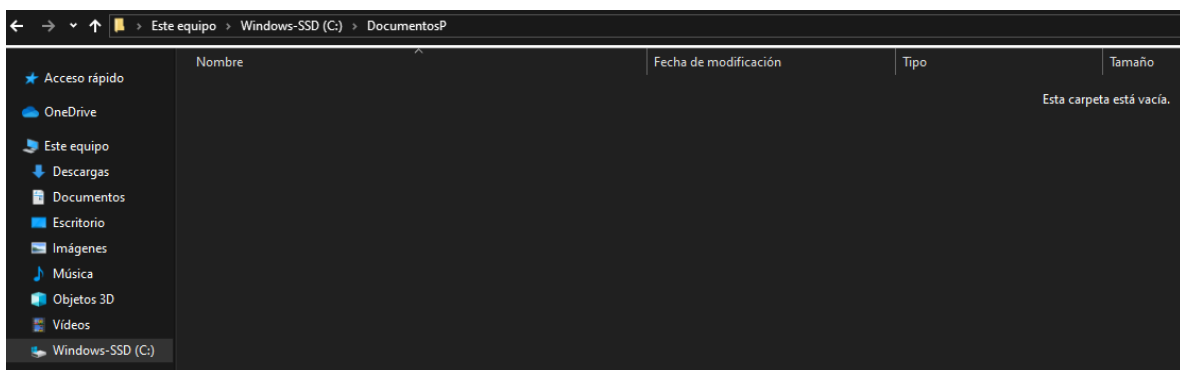 Este equipo > Windows-SSD (C:) > DocumentosP
Nombre Fecha de modificación Tipo Tamaño
Esta carpeta está vacía.
Acceso rápido
OneDrive
Este equipo
Descargas
Documentos
Escritorio
Imágenes
Música
Objetos 3D
Vídeos
Windows-SSD (C:)